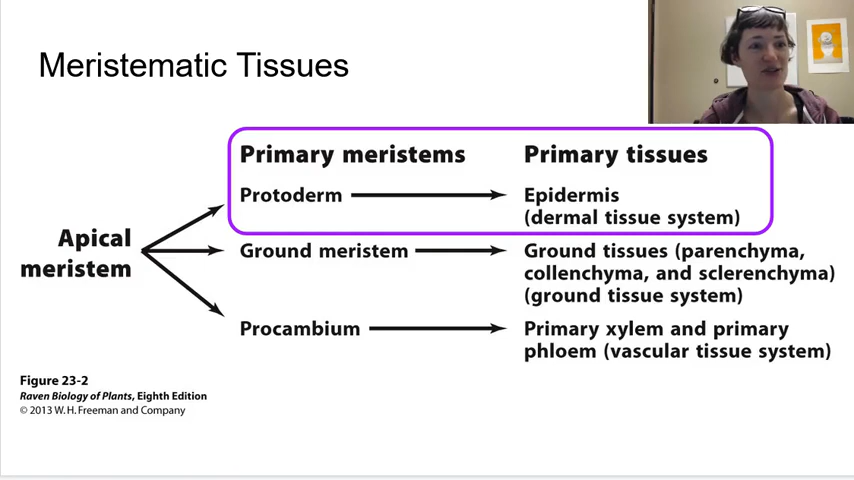 Meristematic Tissues
Primary meristems
Primary tissues
Protoderm
Epidermis
(dermal tissue system)
Apical
meristem
Ground meristem
Ground tissues (parenchyma,
collenchyma, and sclerenchyma)
(ground tissue system)
Procambium
Primary xylem and primary
phloem (vascular tissue system)
Figure 23-2
Raven Biology of Plants, Eighth Edition
© 2013 W. H. Freeman and Company